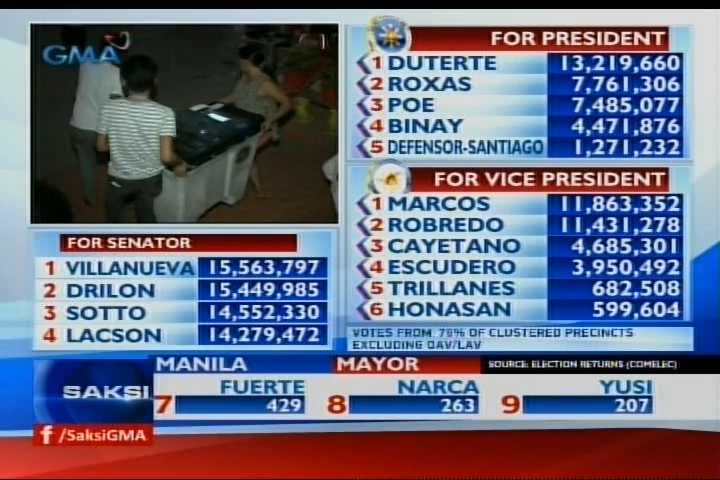 GMA
FOR PRESIDENT
1 DUTERTE 13,219,660
2 ROXAS 7,761,306
3 POE 7,485,077
4 BINAY 4,471,876
5 DEFENSOR-SANTIAGO 1,271,232
FOR VICE PRESIDENT
1 MARCOS 11,863,352
2 ROBREDO 11,431,278
3 CAYETANO 4,685,301
4 ESCUDERO 3,950,492
5 TRILLANES 682,508
6 HONASAN 599,604
FOR SENATOR
1 VILLANUEVA 15,563,797
2 DRILON 15,449,985
3 SOTTO 14,552,330
4 LACSON 14,279,472
VOTES FROM 78% OF CLUSTERED PRECINCTS
EXCLUDING OAV/LAV
MANILA MAYOR SOURCE: ELECTION RETURNS (COMELEC)
SAKSI
7 FUERTE 429
8 NARCA 263
9 YUSI 207
f /SaksiGMA